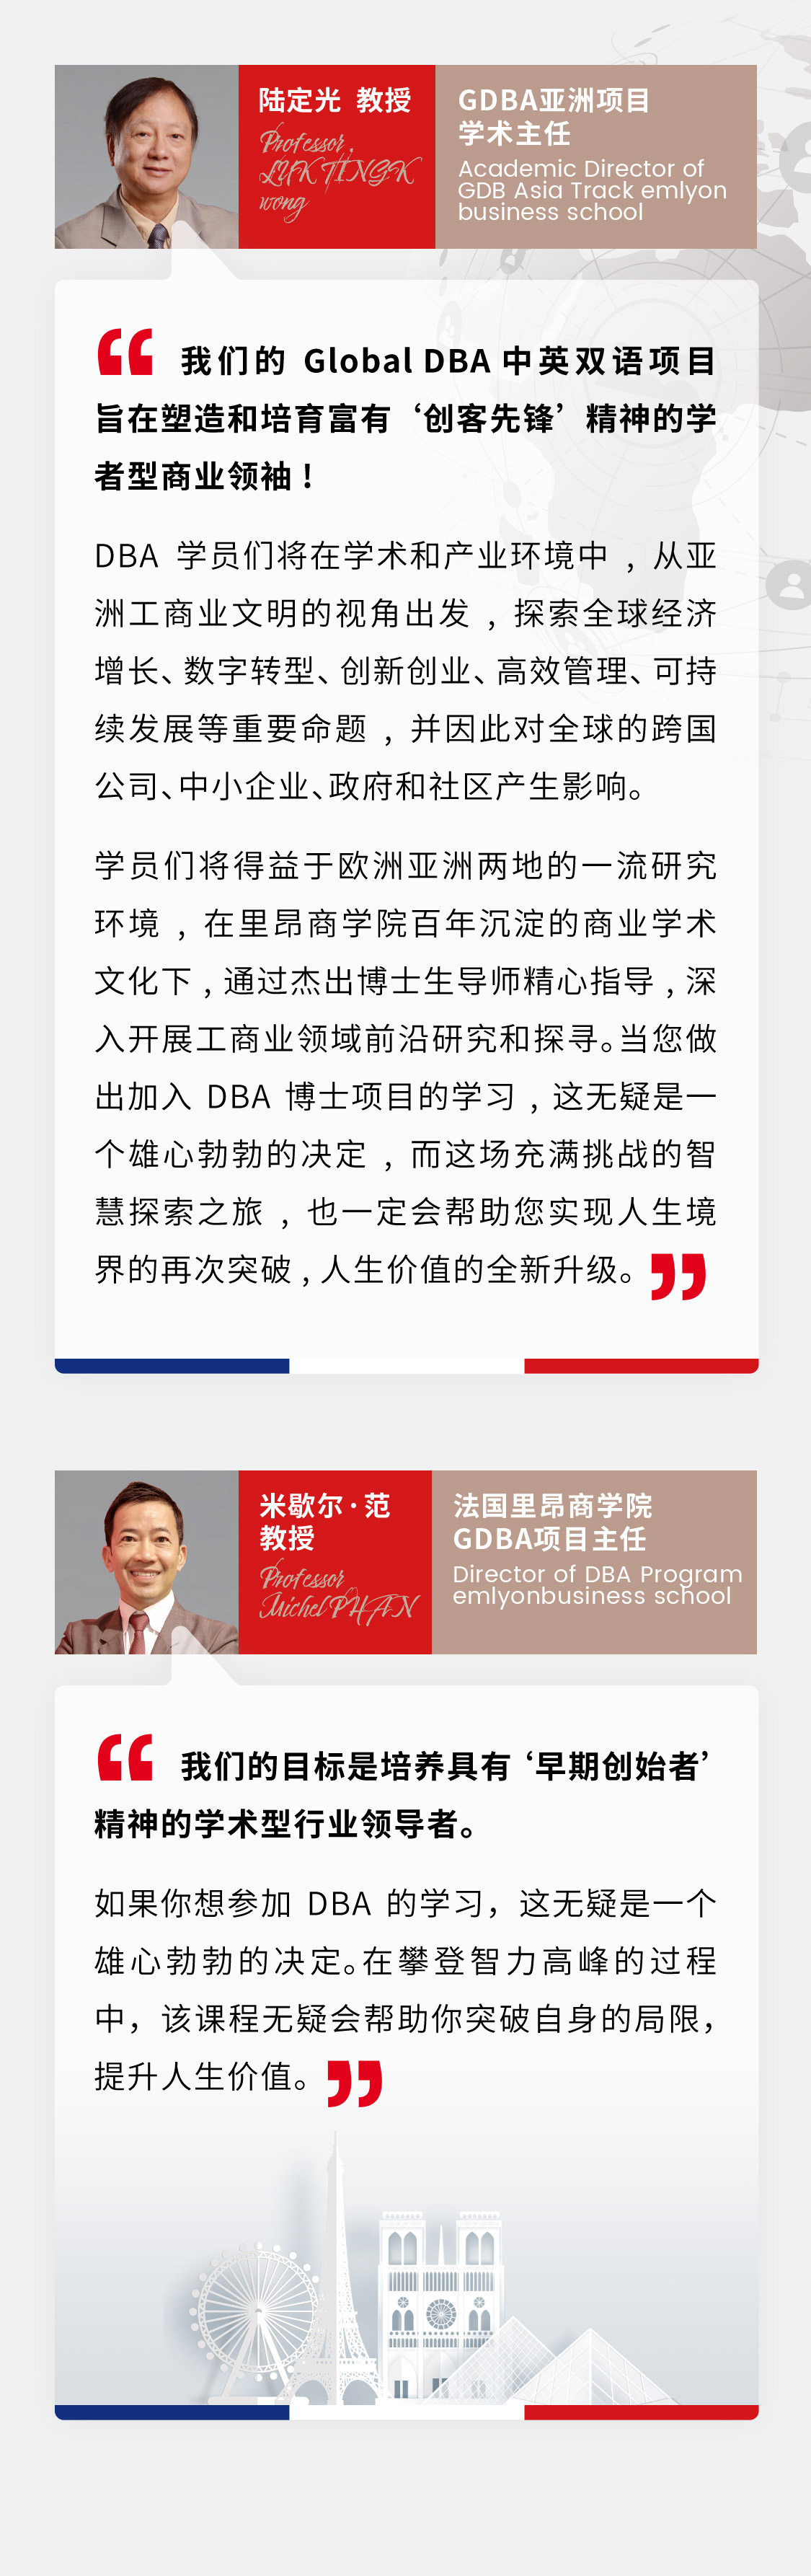 陆定光 教授
Professor,
LUK TING K
wong
GDBA亚洲项目
学术主任
Academic Director of
GDB Asia Track emlyon
business school
“ 我们的 Global DBA 中英双语项目
旨在塑造和培育富有‘创客先锋’精神的学
者型商业领袖！
DBA 学员们将在学术和产业环境中，从亚
洲工商业文明的视角出发，探索全球经济
增长、数字转型、创新创业、高效管理、可持
续发展等重要命题，并因此对全球的跨国
公司、中小企业、政府和社区产生影响。
学员们将得益于欧洲亚洲两地的一流研究
环境，在里昂商学院百年沉淀的商业学术
文化下，通过杰出博士生导师精心指导，深
入开展工商业领域前沿研究和探寻。当您做
出加入 DBA 博士项目的学习，这无疑是一
个雄心勃勃的决定，而这场充满挑战的智
慧探索之旅，也一定会帮助您实现人生境
界的再次突破，人生价值的全新升级。”
米歇尔·范
教授
Professor
Michel PHAN
法国里昂商学院
GDBA项目主任
Director of DBA Program
emlyonbusiness school
“ 我们的目标是培养具有‘早期创始者’
精神的学术型行业领导者。
如果你想参加 DBA 的学习，这无疑是一个
雄心勃勃的决定。在攀登智力高峰的过程
中，该课程无疑会帮助你突破自身的局限，
提升人生价值。”